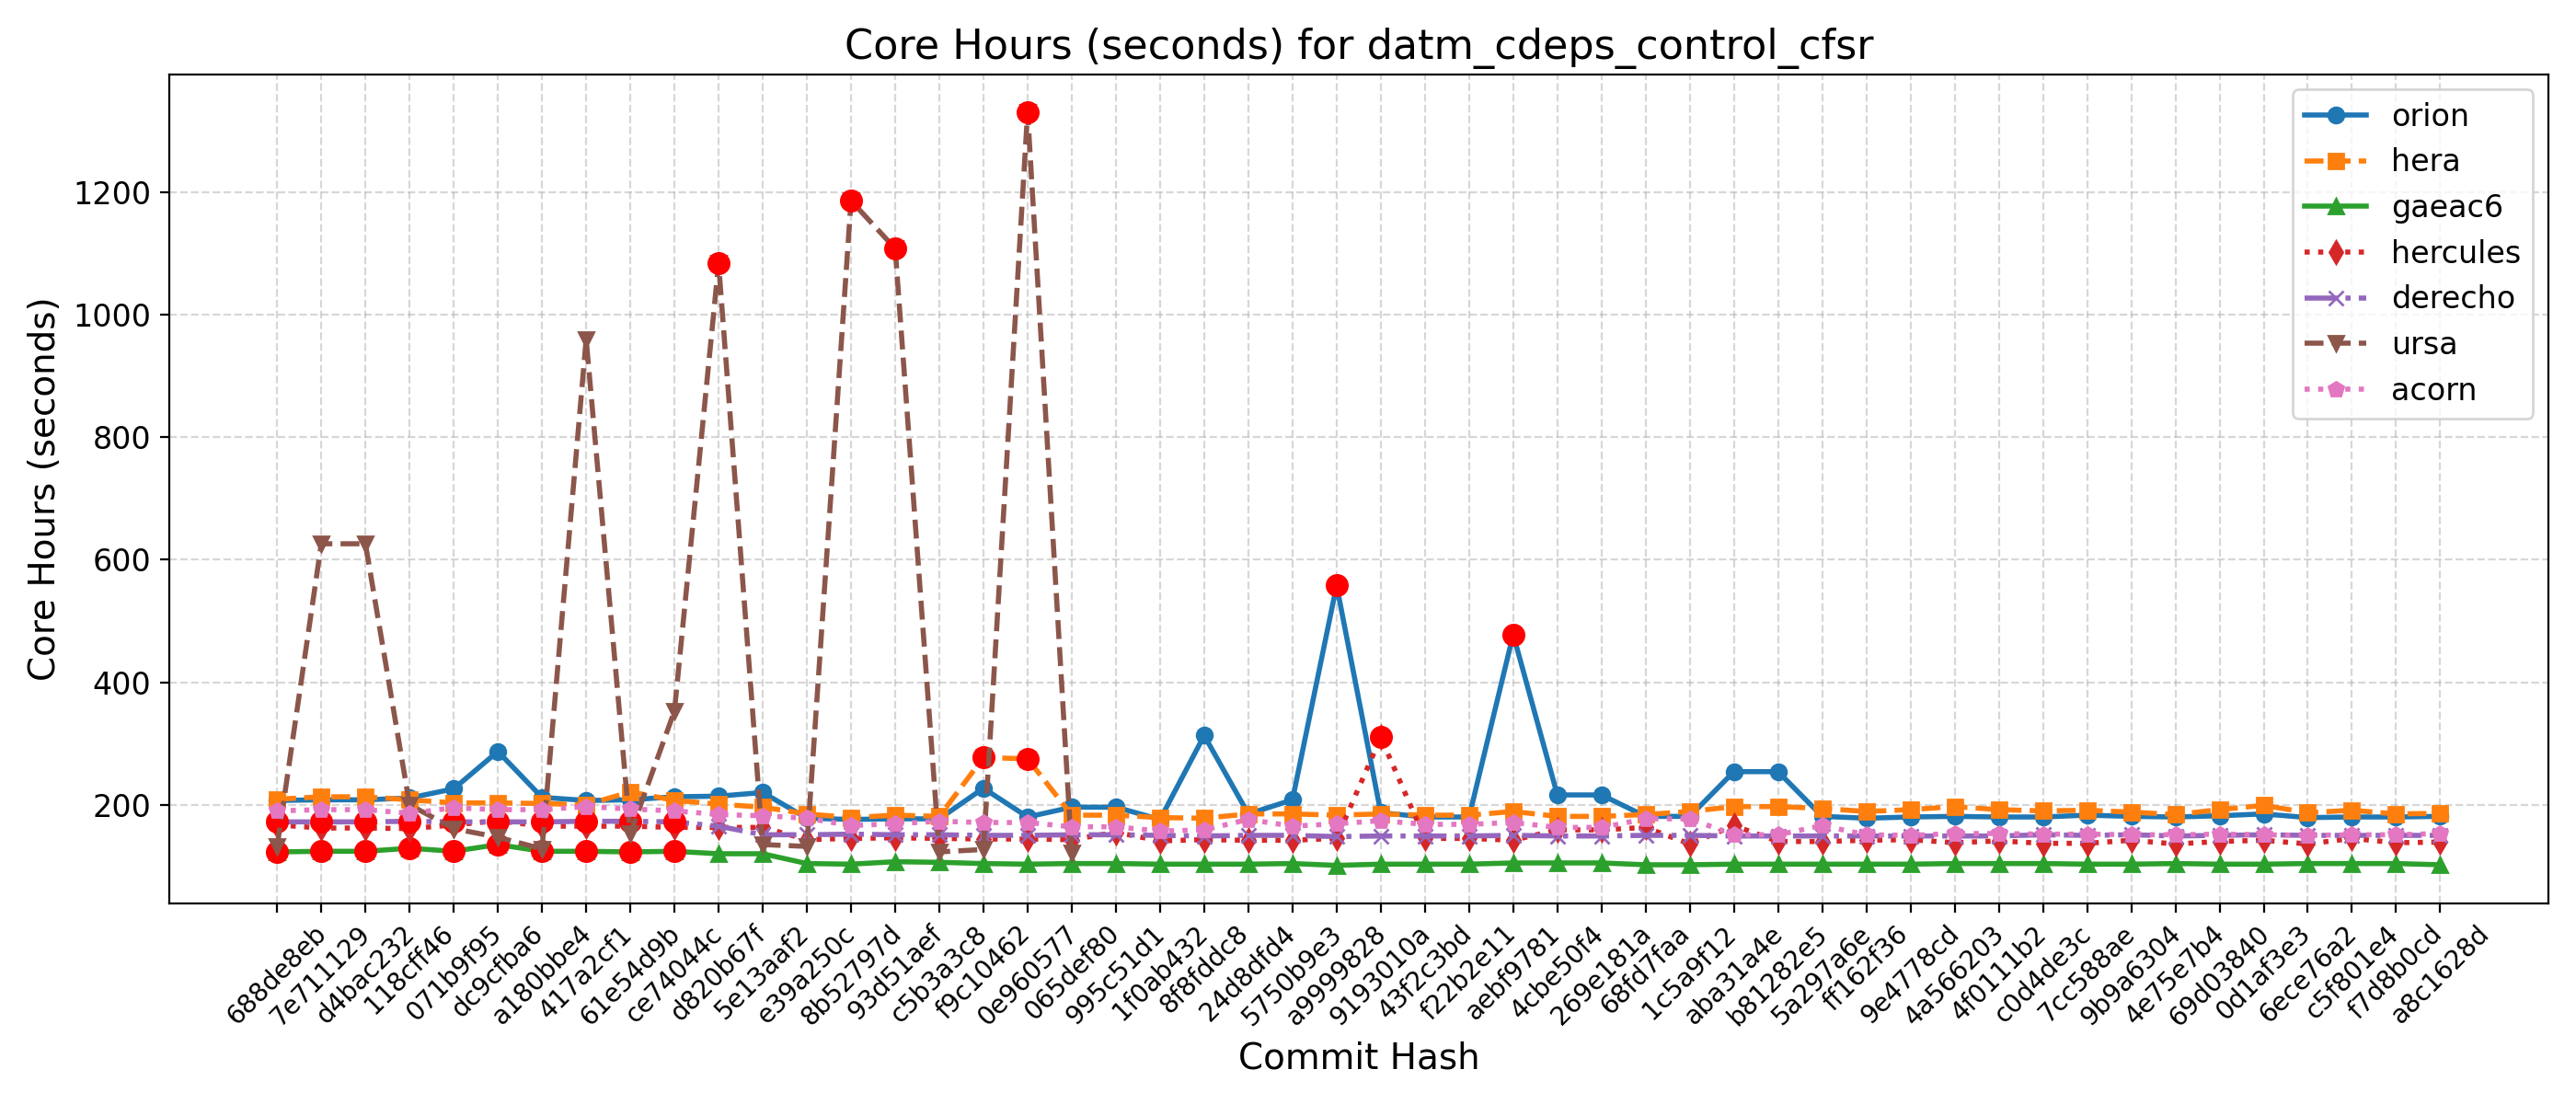 Core Hours (seconds) for datm_cdeps_control_cfsr
Core Hours (seconds)
1200
1000
800
600
400
200
orion
hera
gaeac6
hercules
derecho
ursa
acorn
688de8eb
7e711129
d4bac232
118cff46
071b9f95
dc9cfba6
a180bbe4
417a2cf1
61e54d9b
ce74044c
d820b67f
5e13aaf2
e39a250c
8b52797d
93d51aef
c5b3a3c8
f9c10462
0e960577
065def80
995c51d1
1f0ab432
8f8fddc8
24d8dfd4
5750b9e3
a9999828
9193010a
43f2c3bd
f22b2e11
aebf9781
4cbe50f4
269e181a
68fd7faa
1c5a9f12
aba31a4e
b81282e5
5a297a6e
ff162f36
9e4778cd
4a566203
4f0111b2
c0d4de3c
7cc588ae
9b9a6304
4e75e7b4
69d03840
0d1af3e3
6ece76a2
c5f801e4
f7d8b0cd
a8c1628d
Commit Hash